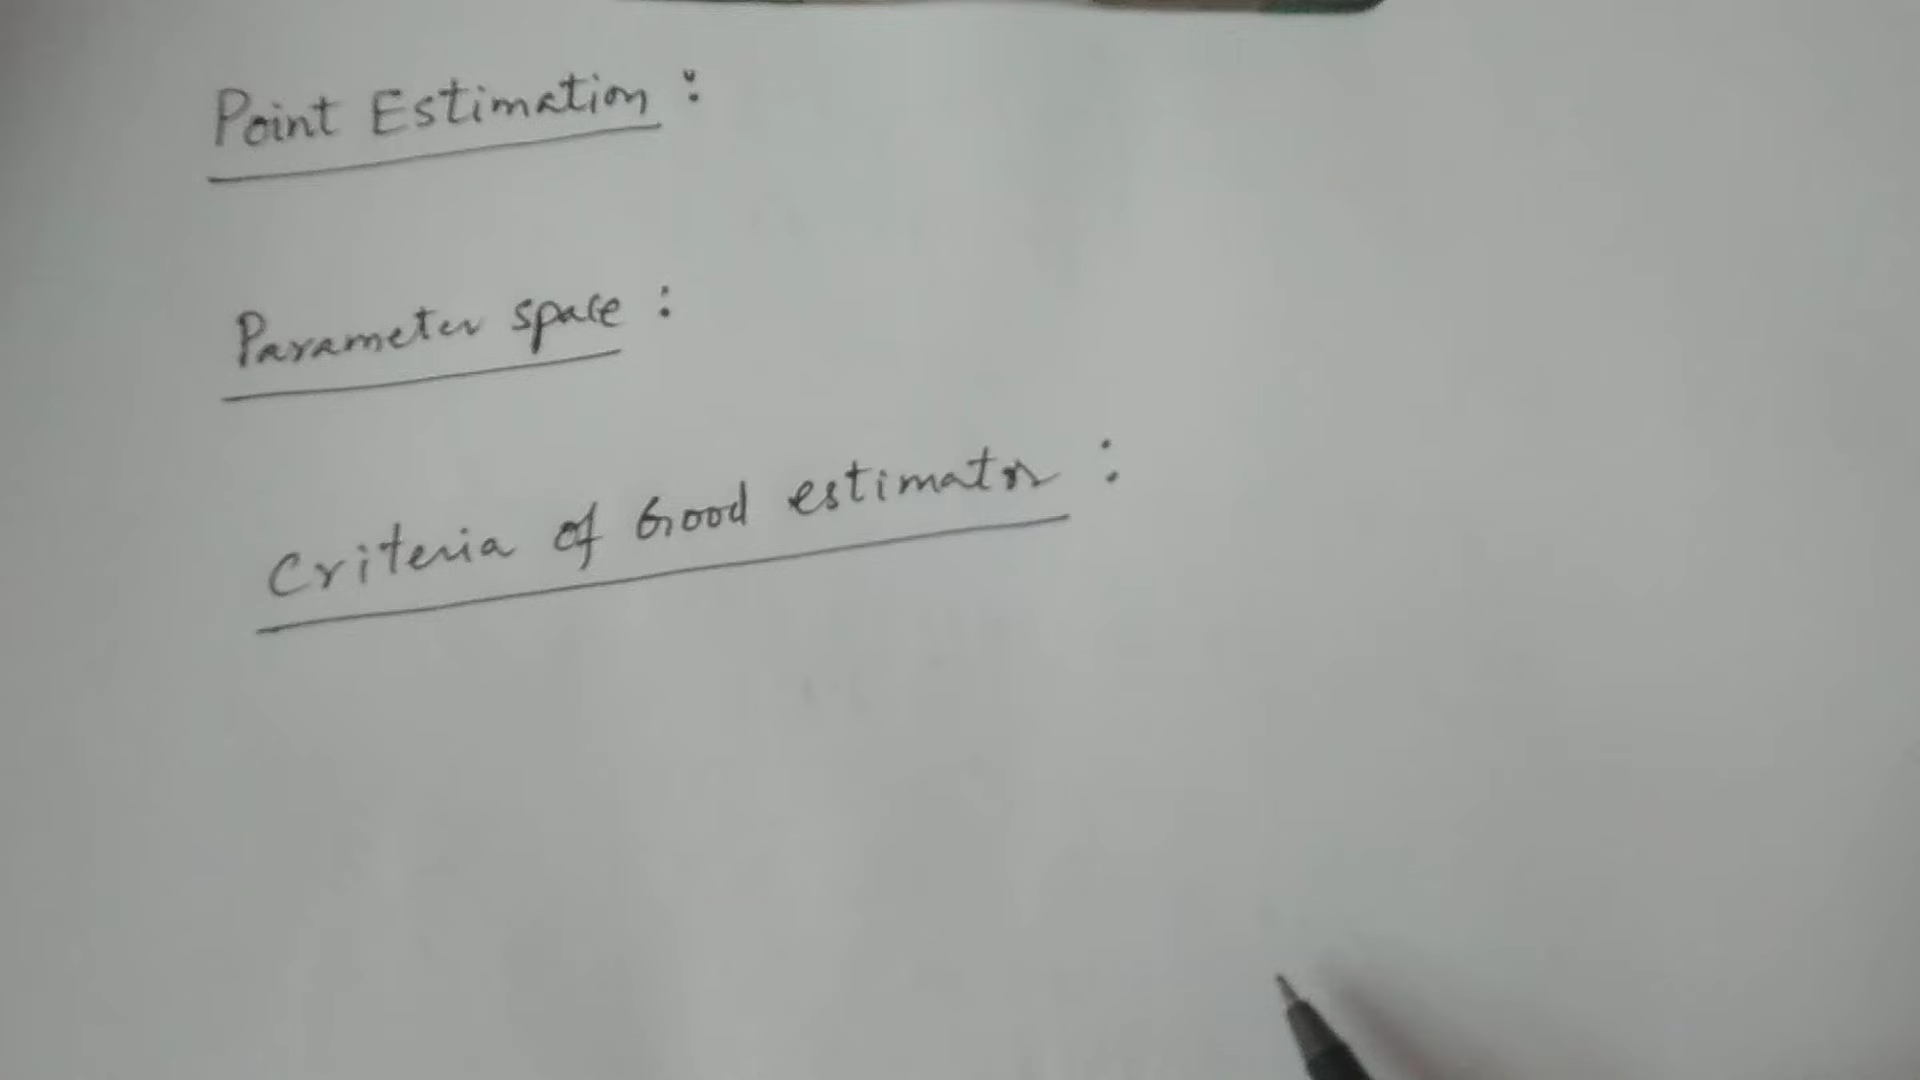 Point Estimation :
Parameter space :
Criteria of Good estimator :